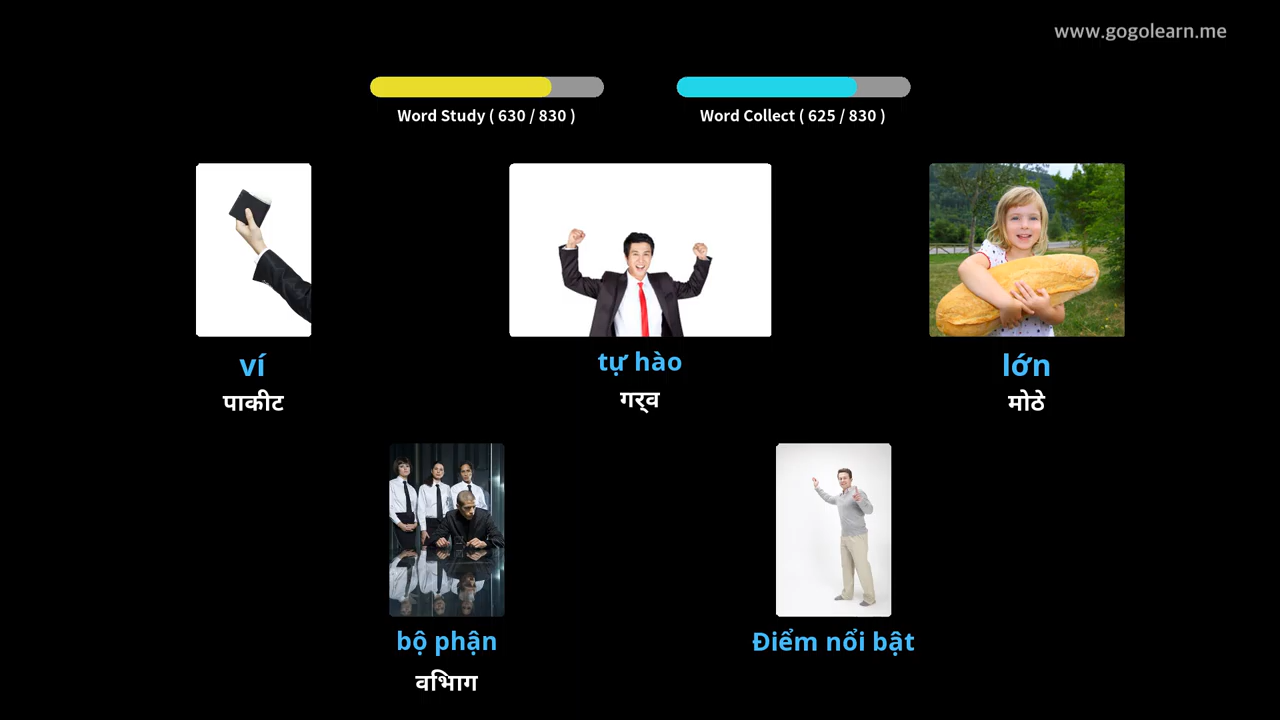 www.gogolearn.me
Word Study ( 630 / 830 )
Word Collect ( 625 / 830 )
ví
पाकीट
tự hào
गर्‍व
lớn
मोठे
bộ phận
वभिाग
Điểm nổi bật